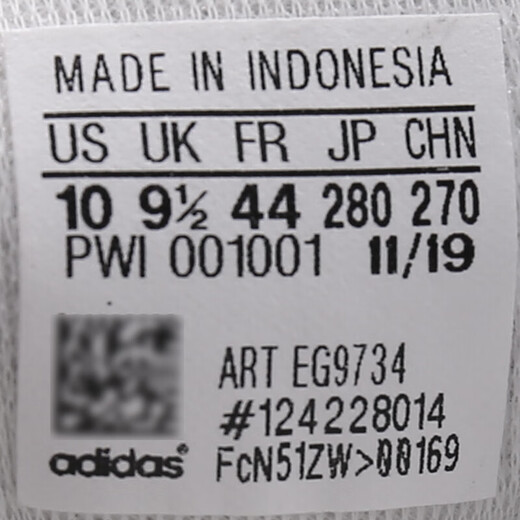 MADE IN INDONESIA
US UK FR JP CHN
10 9½ 44 280 270
PWI 001001 11/19
ART EG9734
#124228014
adidas® FcN51ZW>00169